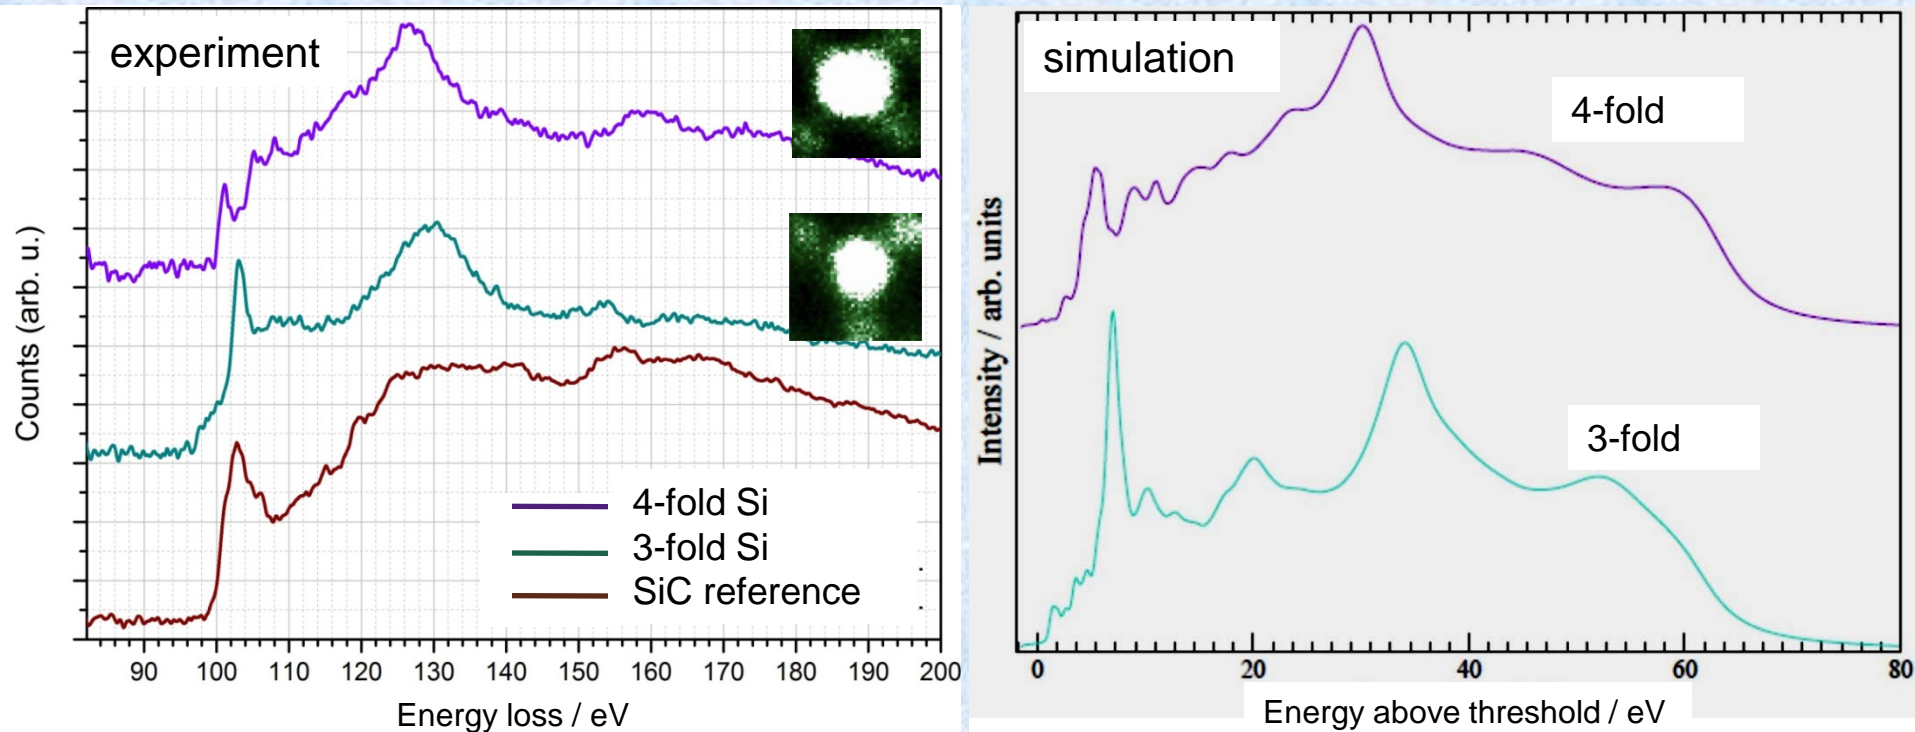 experiment
Counts (arb. u.)
4-fold Si
3-fold Si
SiC reference
90 100 110 120 130 140 150 160 170 180 190 200
Energy loss / eV
simulation
4-fold
3-fold
Intensity / arb. units
0 20 40 60 80
Energy above threshold / eV